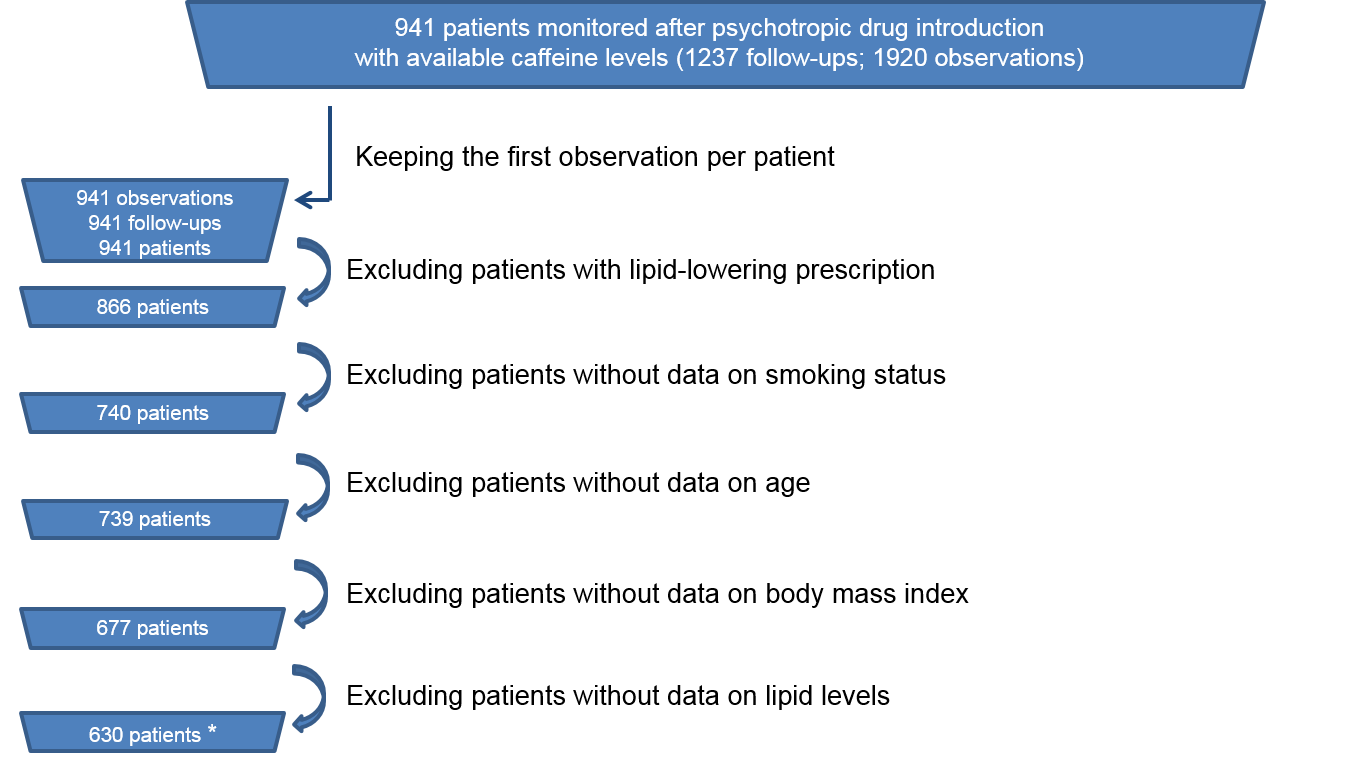 941 patients monitored after psychotropic drug introduction
with available caffeine levels (1237 follow-ups; 1920 observations)
Keeping the first observation per patient
941 observations
941 follow-ups
941 patients
Excluding patients with lipid-lowering prescription
866 patients
Excluding patients without data on smoking status
740 patients
Excluding patients without data on age
739 patients
Excluding patients without data on body mass index
677 patients
Excluding patients without data on lipid levels
630 patients *